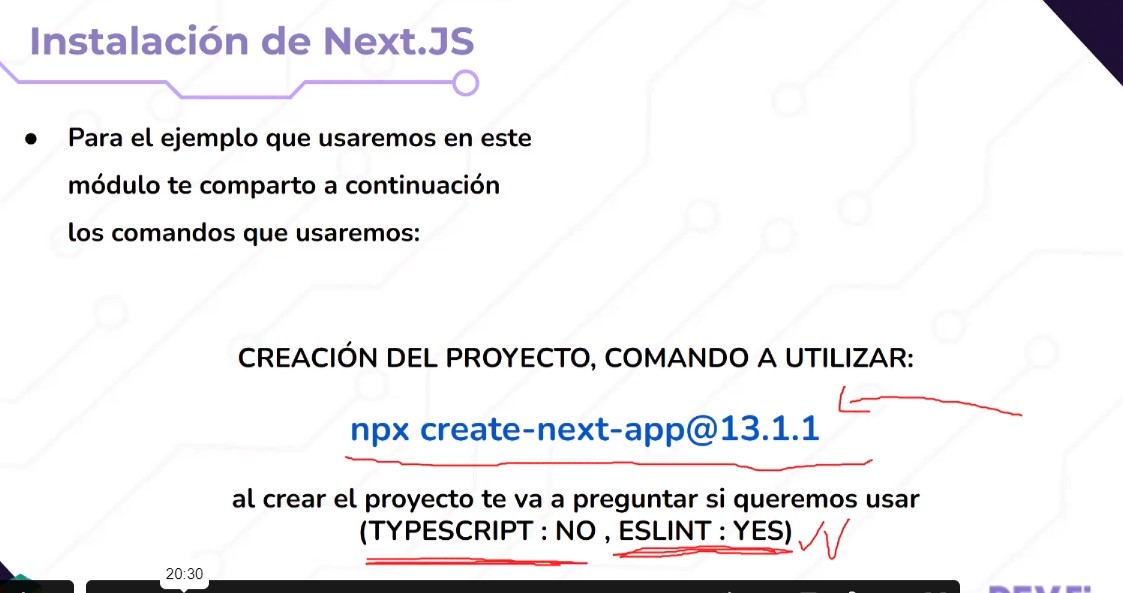 Instalación de Next.JS
● Para el ejemplo que usaremos en este
módulo te comparto a continuación
los comandos que usaremos:
CREACIÓN DEL PROYECTO, COMANDO A UTILIZAR:
npx create-next-app@13.1.1
al crear el proyecto te va a preguntar si queremos usar
(TYPESCRIPT : NO , ESLINT : YES)
20:30